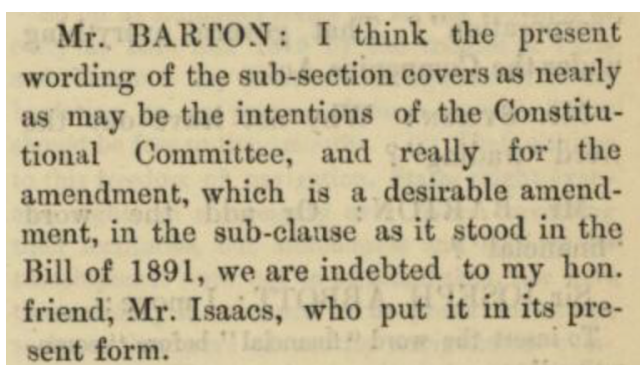 Mr. BARTON: I think the present
wording of the sub-section covers as nearly
as may be the intentions of the Constitu-
tional Committee, and really for the
amendment, which is a desirable amend-
ment, in the sub-clause as it stood in the
Bill of 1891, we are indebted to my hon.
friend, Mr. Isaacs, who put it in its pre-
sent form.